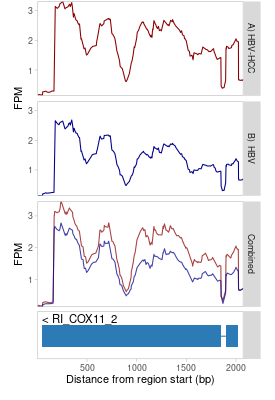 3
2
1
A) HBV-HCC
FPM
3
2
1
B) HBV
3
2
1
Combined
FPM
< RI_COX11_2
500
1000
1500
2000
Distance from region start (bp)